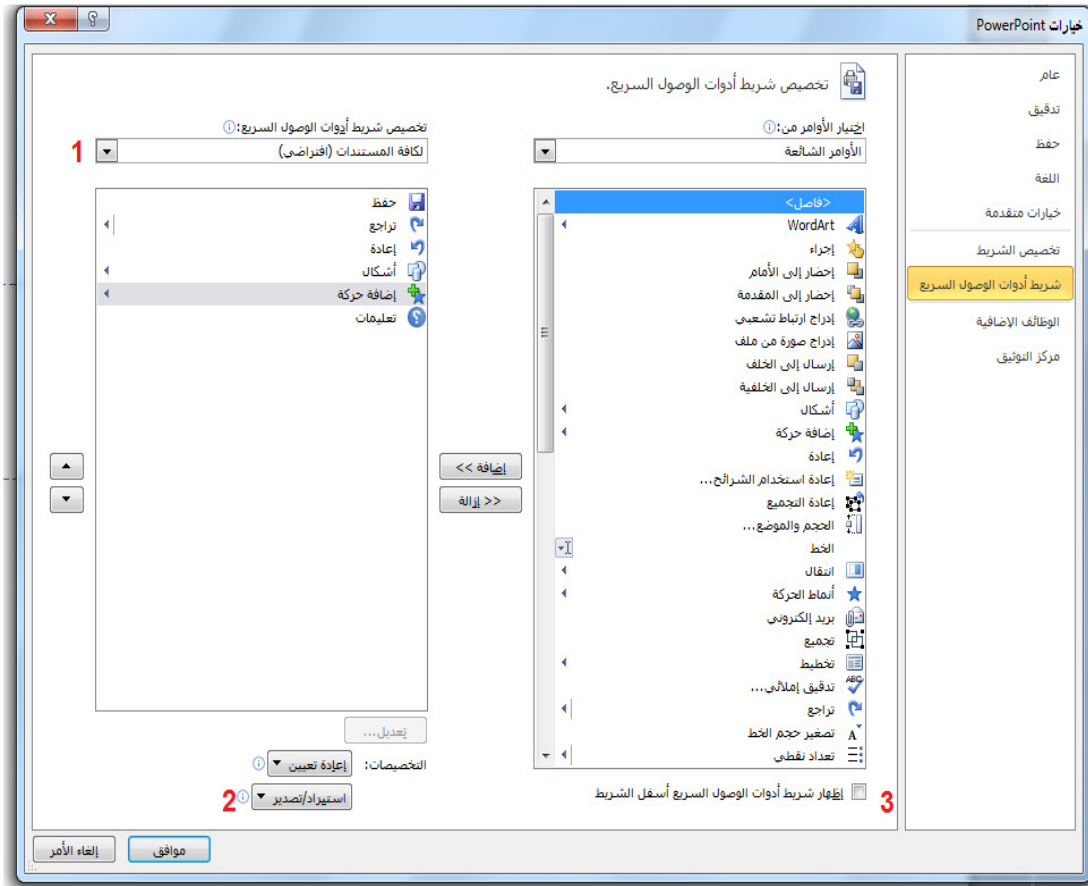 خيارات PowerPoint
عام
تدقيق
حفظ
اللغة
خيارات متقدمة
تخصيص الشريط
شريط أدوات الوصول السريع
الوظائف الإضافية
مركز التوثيق
تخصيص شريط أدوات الوصول السريع.
اختيار الأوامر من:
الأوامر الشائعة
<فاصل>
WordArt
إجراء
إحضار إلى الأمام
إحضار إلى المقدمة
إدراج ارتباط تشعبي
إدراج صورة من ملف
إرسال إلى الخلف
إرسال إلى الخلفية
أشكال
إضافة حركة
إعادة
إعادة استخدام الشرائح...
إعادة التجميع
الحجم والموضع...
الخط
انتقال
أنماط الحركة
بريد إلكتروني
تجميع
تخطيط
تدقيق إملائي...
تراجع
تصغير حجم الخط
تعداد نقطي
3 إظهار شريط أدوات الوصول السريع أسفل الشريط
إضافة >>
<< إزالة
تخصيص شريط أدوات الوصول السريع:
لكافة المستندات (افتراضي) 1
حفظ
تراجع
إعادة
أشكال
إضافة حركة
تعليمات
تعديل...
التخصيصات: إعادة تعيين
استيراد/تصدير 2
موافق
إلغاء الأمر